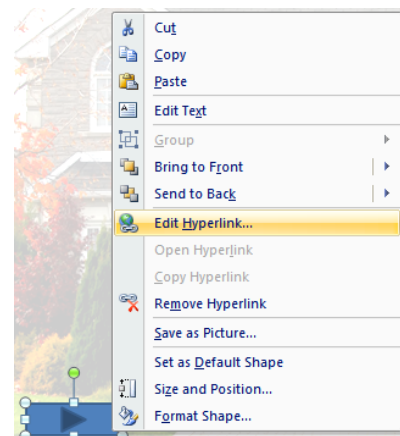 Cut
Copy
Paste
Edit Text
Group
Bring to Front
Send to Back
Edit Hyperlink...
Open Hyperlink
Copy Hyperlink
Remove Hyperlink
Save as Picture...
Set as Default Shape
Size and Position...
Format Shape...